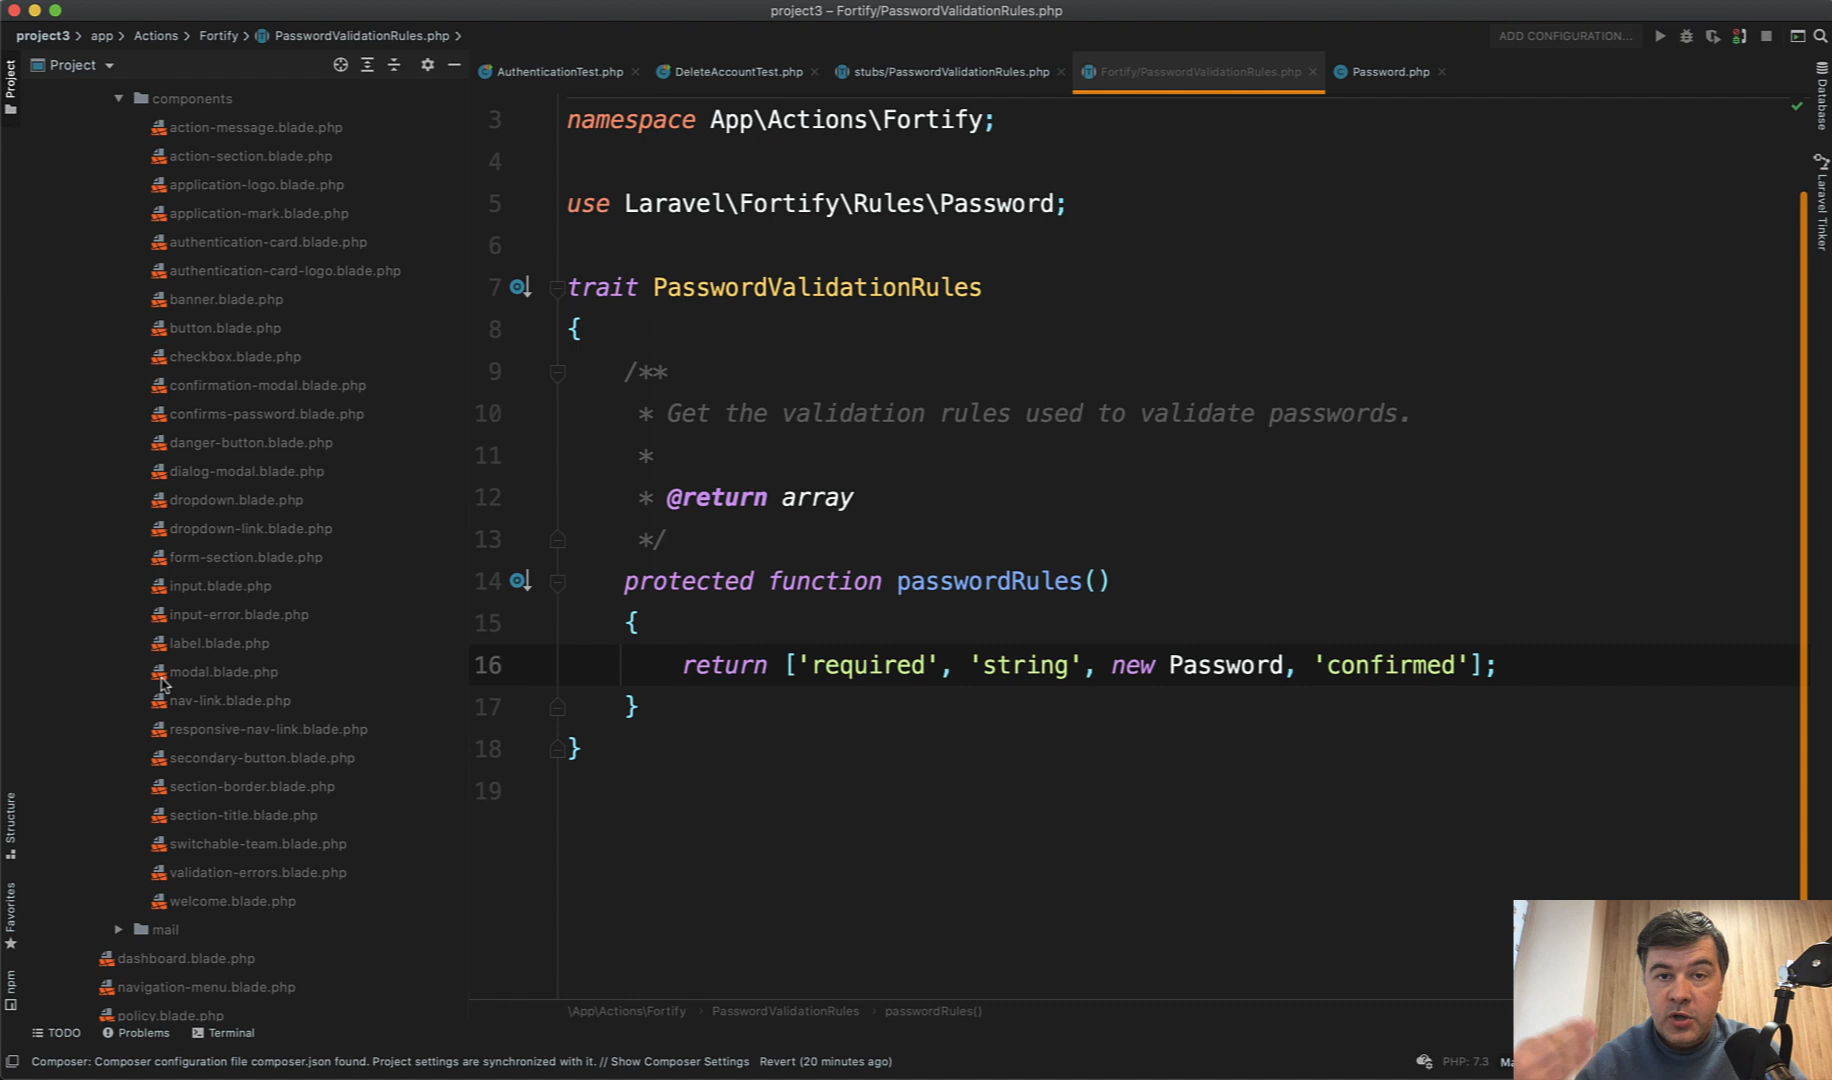 project3 – Fortify/PasswordValidationRules.php
project3 app Actions Fortify PasswordValidationRules.php
ADD CONFIGURATION...
Project
Project
AuthenticationTest.php
DeleteAccountTest.php
stubs/PasswordValidationRules.php
Fortify/PasswordValidationRules.php
Password.php
components
action-message.blade.php
action-section.blade.php
application-logo.blade.php
application-mark.blade.php
authentication-card.blade.php
authentication-card-logo.blade.php
banner.blade.php
button.blade.php
checkbox.blade.php
confirmation-modal.blade.php
confirms-password.blade.php
danger-button.blade.php
dialog-modal.blade.php
dropdown.blade.php
dropdown-link.blade.php
form-section.blade.php
input.blade.php
input-error.blade.php
label.blade.php
modal.blade.php
nav-link.blade.php
responsive-nav-link.blade.php
secondary-button.blade.php
section-border.blade.php
section-title.blade.php
switchable-team.blade.php
validation-errors.blade.php
welcome.blade.php
mail
dashboard.blade.php
navigation-menu.blade.php
policy.blade.php
Structure
Favorites
npm
3 namespace App\Actions\Fortify;
4
5 use Laravel\Fortify\Rules\Password;
6
7 trait PasswordValidationRules
8 {
9 /**
10 * Get the validation rules used to validate passwords.
11 *
12 * @return array
13 */
14 protected function passwordRules()
15 {
16 return ['required', 'string', new Password, 'confirmed'];
17 }
18 }
19
Database
Laravel Tinker
\App\Actions\Fortify PasswordValidationRules passwordRules()
TODO Problems Terminal
Composer: Composer configuration file composer.json found. Project settings are synchronized with it. // Show Composer Settings Revert (20 minutes ago)
PHP: 7.3